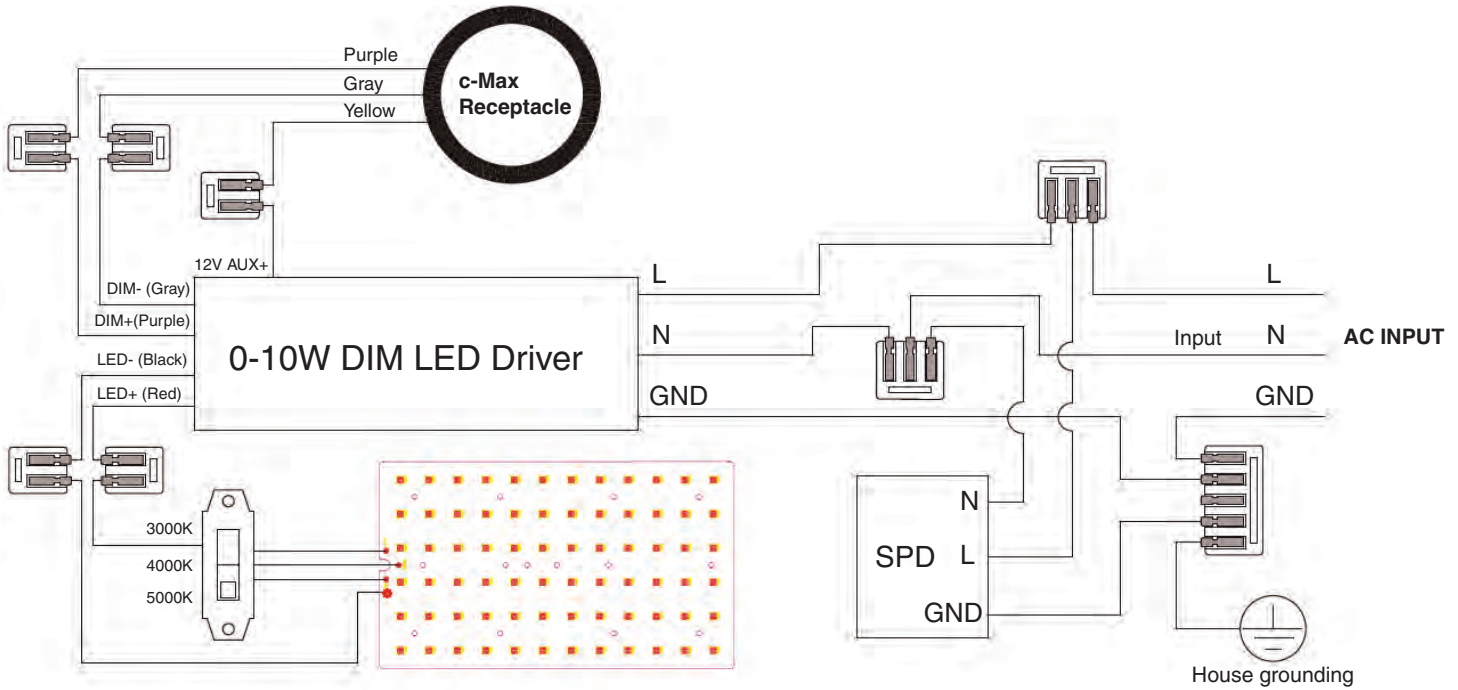 Purple
Gray
Yellow
c-Max
Receptacle
12V AUX+
DIM- (Gray)
DIM+(Purple)
LED- (Black)
LED+ (Red)
0-10W DIM LED Driver
L
N
GND
L
Input N AC INPUT
GND
3000K
4000K
5000K
N
SPD L
GND
House grounding